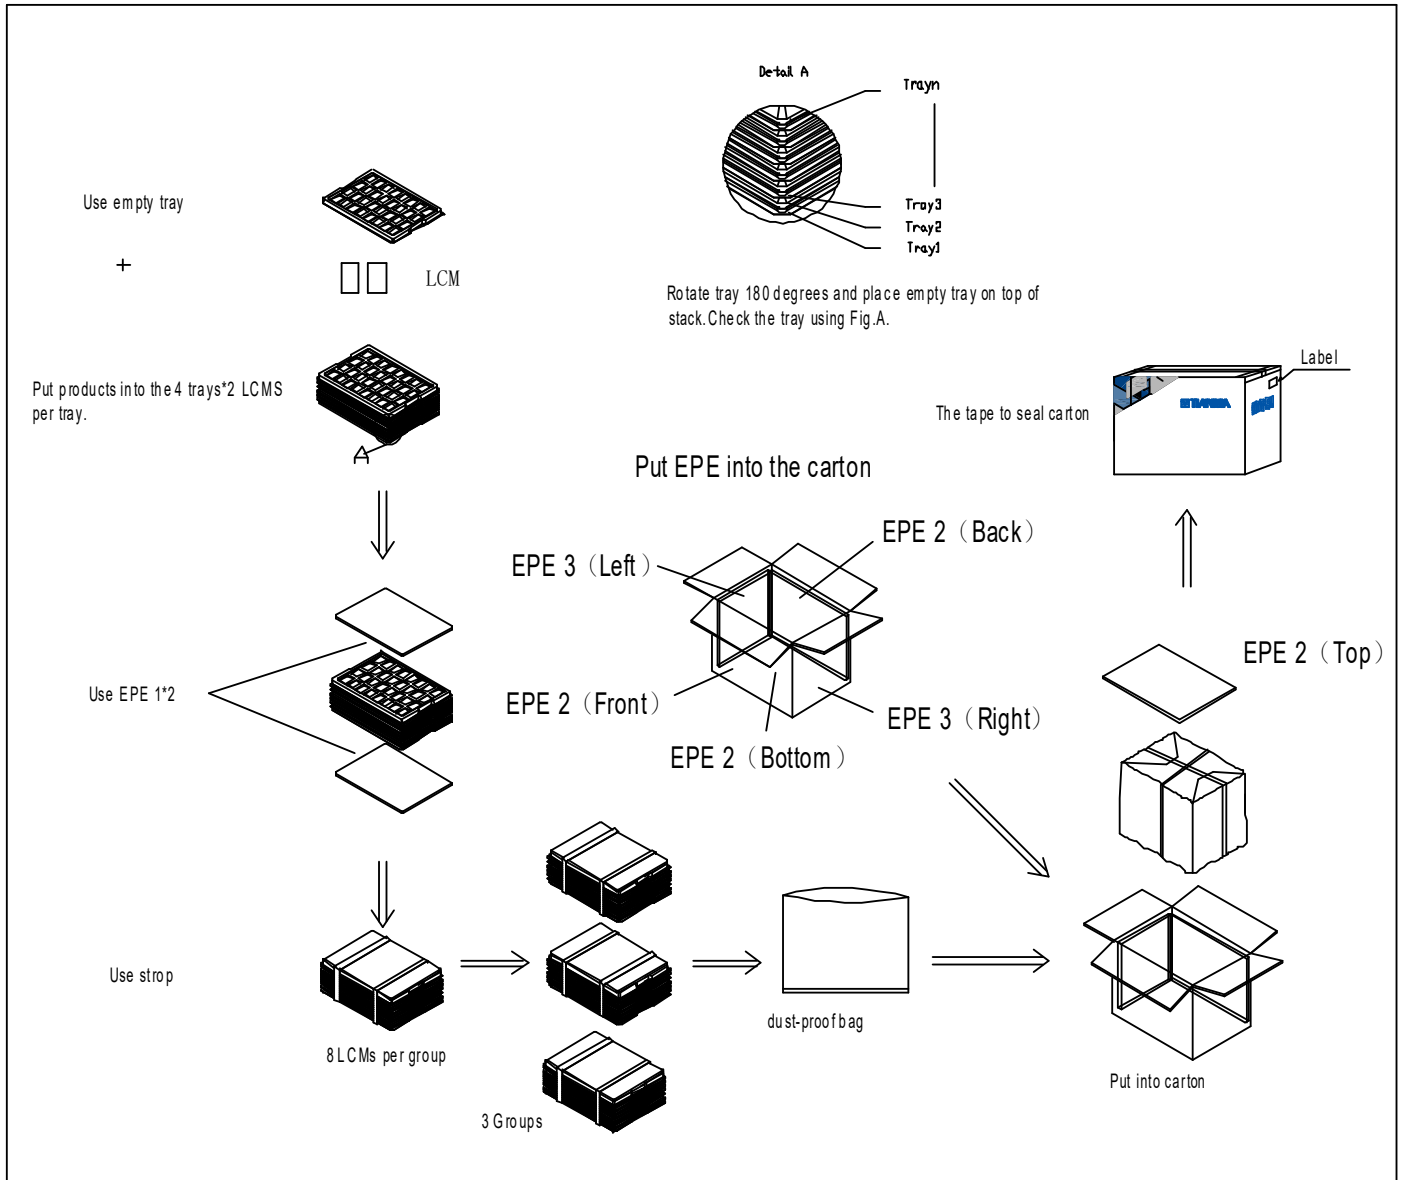 Detail A
Trayn
Tray3
Tray2
Tray1
Use empty tray
+
LCM
Rotate tray 180 degrees and place empty tray on top of
stack.Check the tray using Fig.A.
Put products into the 4 trays*2 LCMS
per tray.
A
Label
The tape to seal carton
Put EPE into the carton
EPE 2（Back）
EPE 3（Left）
EPE 2（Front）
EPE 3（Right）
EPE 2（Bottom）
EPE 2（Top）
Use EPE 1*2
Use strop
8 LCMs per group
3 Groups
dust-proof bag
Put into carton